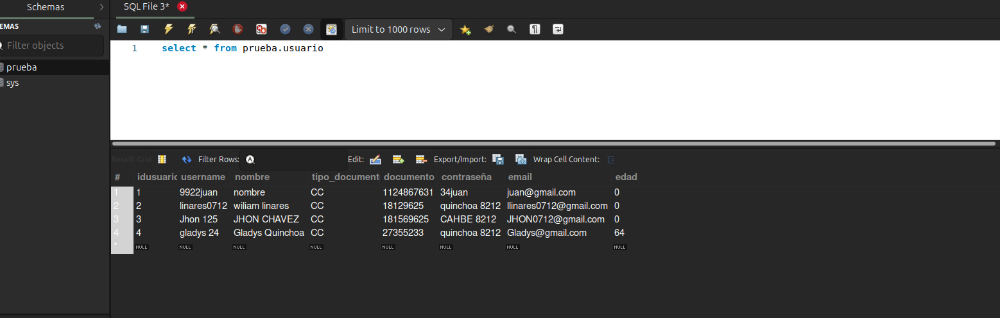 Schemas
SQL File 3*
EMAS
Limit to 1000 rows
Filter objects
1 select * from prueba.usuario
prueba
sys
Result Grid Filter Rows: Edit: Export/Import: Wrap Cell Content:
# idusuario username nombre tipo_document documento contraseña email edad
1 1 9922juan nombre CC 1124867631 34juan juan@gmail.com 0
2 2 linares0712 wiliam linares CC 18129625 quinchoa 8212 llinares0712@gmail.com 0
3 3 Jhon 125 JHON CHAVEZ CC 181569625 CAHBE 8212 JHON0712@gmail.com 0
4 4 gladys 24 Gladys Quinchoa CC 27355233 quinchoa 8212 Gladys@gmail.com 64
* NULL NULL NULL NULL NULL NULL NULL NULL